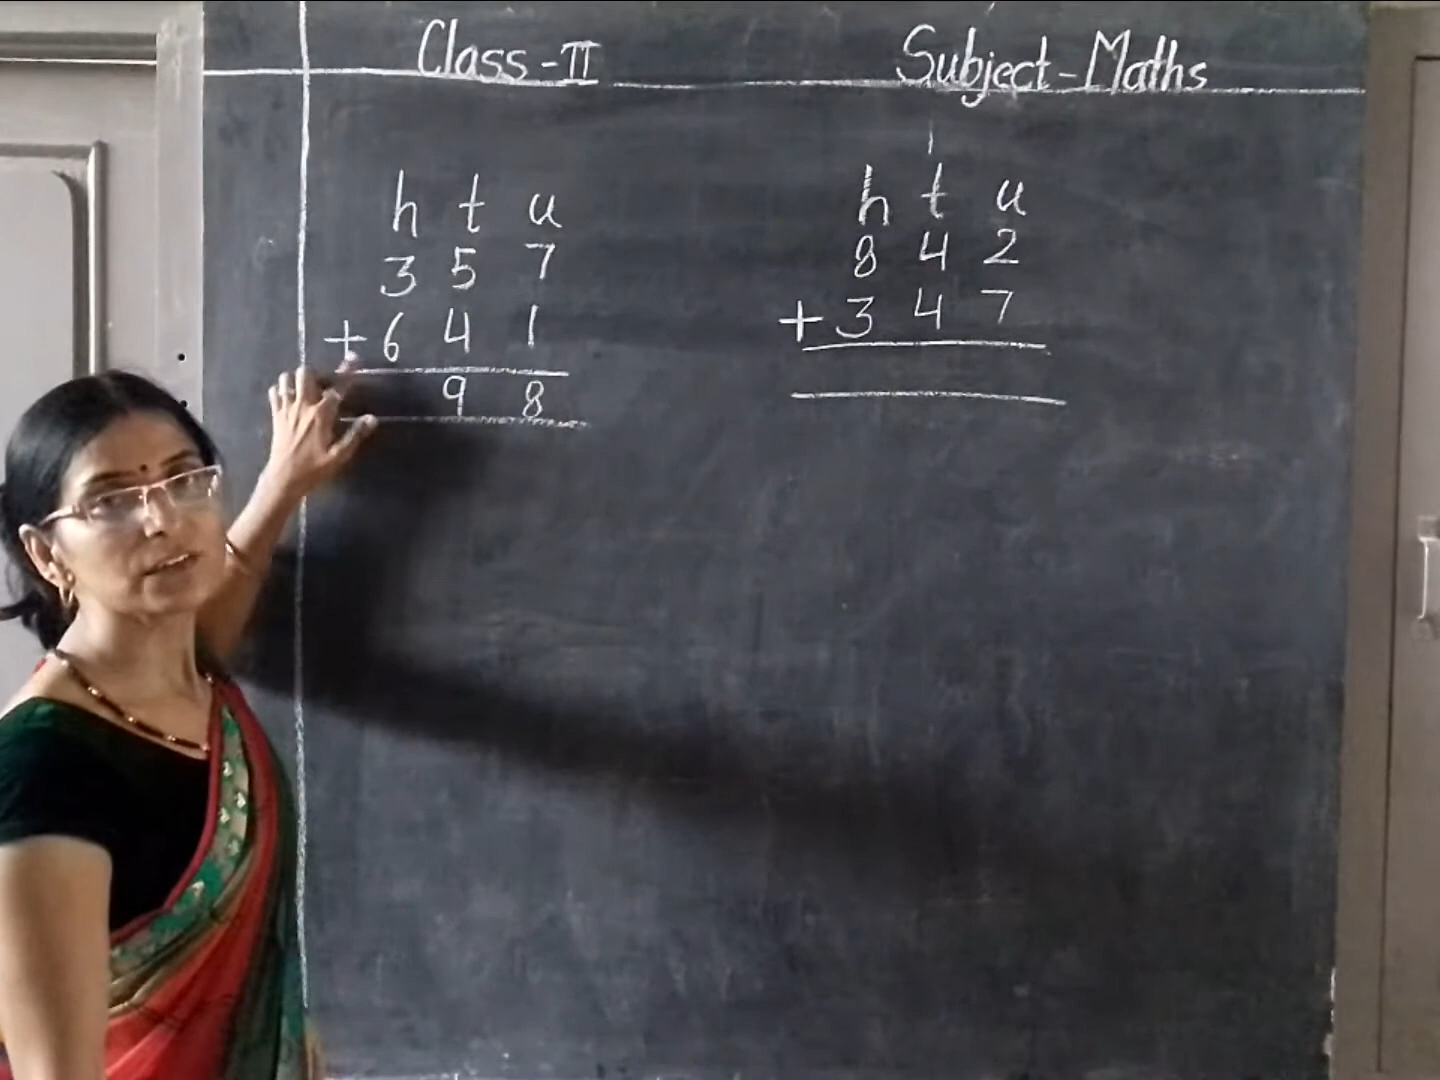 Class-II Subject-Maths
h t u
3 5 7
+ 6 4 1
9 8
h t u
8 4 2
+ 3 4 7